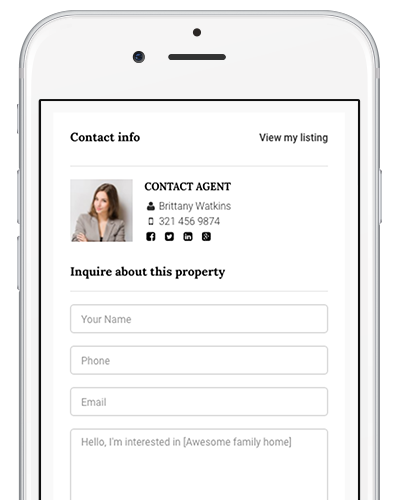 Contact info
View my listing
CONTACT AGENT
Brittany Watkins
321 456 9874
Inquire about this property
Your Name
Phone
Email
Hello, I'm interested in [Awesome family home]